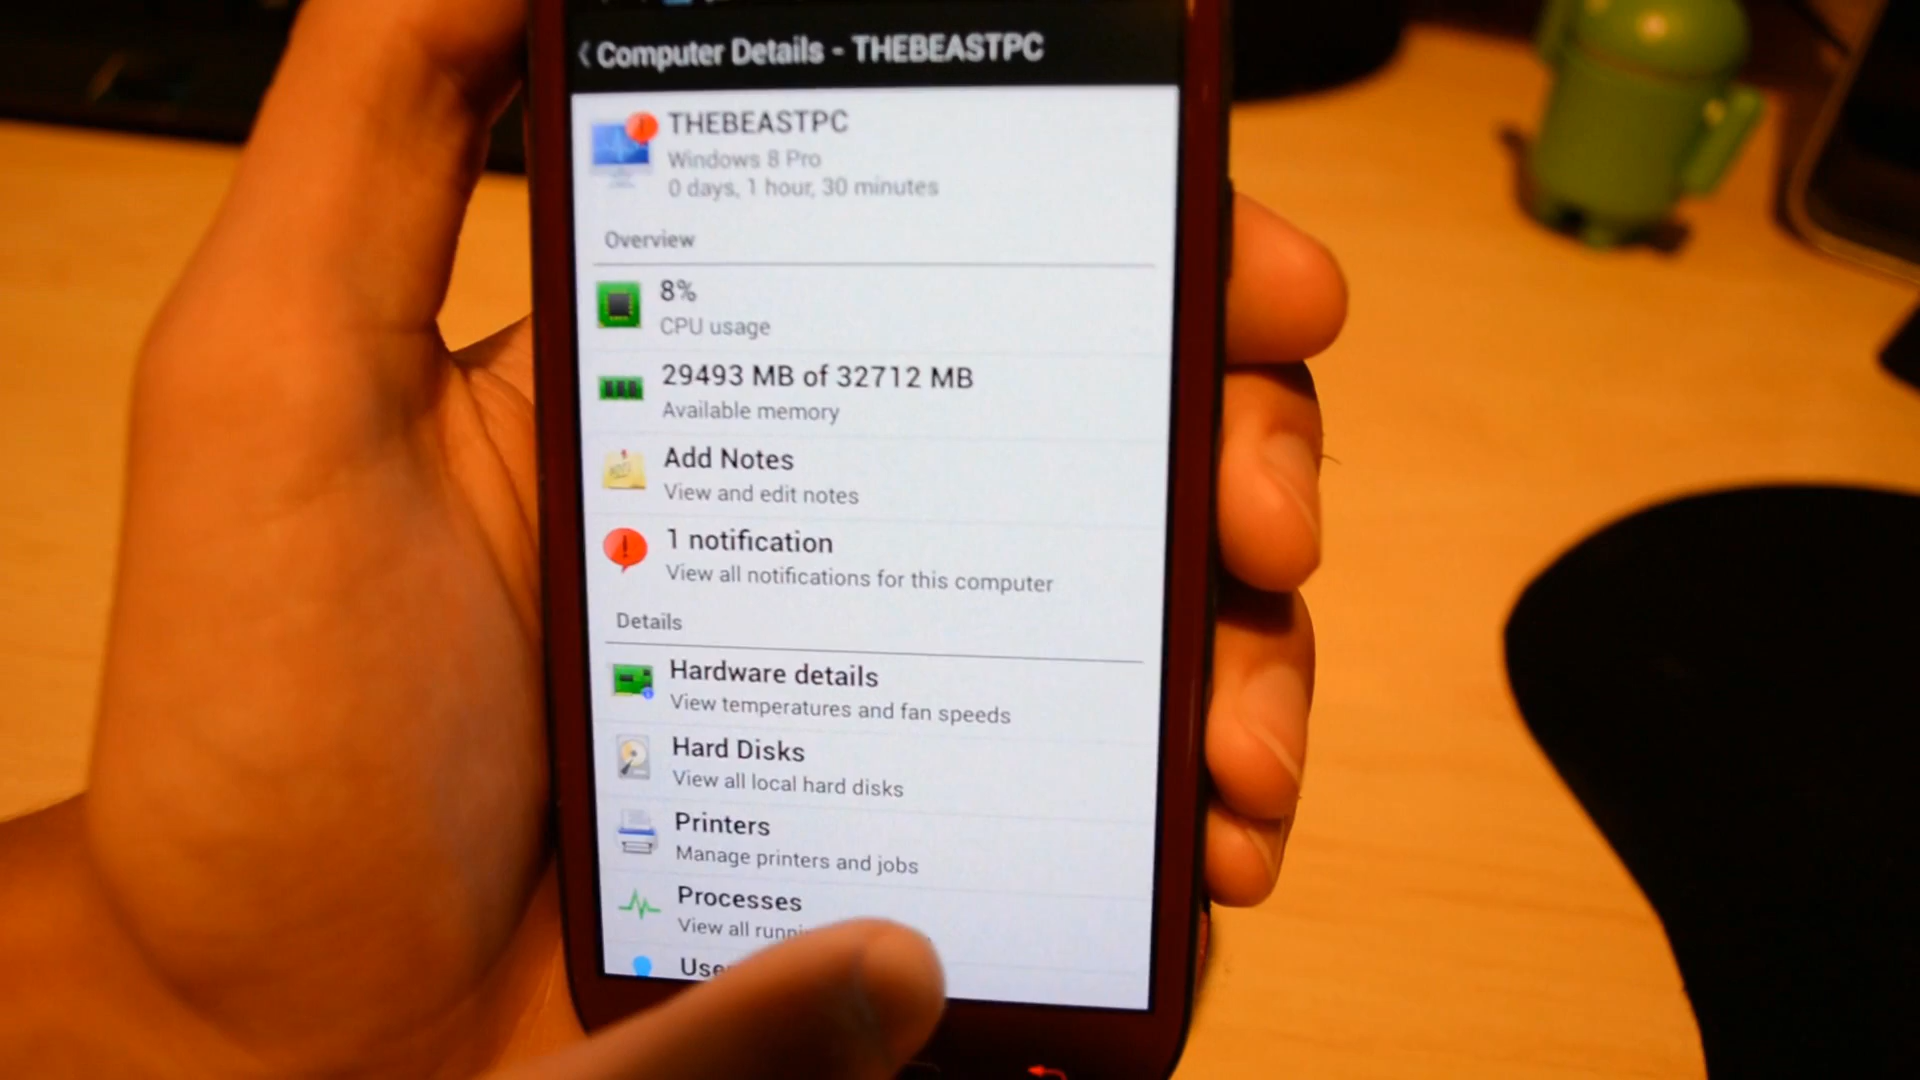 Computer Details - THEBEASTPC
THEBEASTPC
Windows 8 Pro
0 days, 1 hour, 30 minutes
Overview
8%
CPU usage
29493 MB of 32712 MB
Available memory
Add Notes
View and edit notes
1 notification
View all notifications for this computer
Details
Hardware details
View temperatures and fan speeds
Hard Disks
View all local hard disks
Printers
Manage printers and jobs
Processes
View all